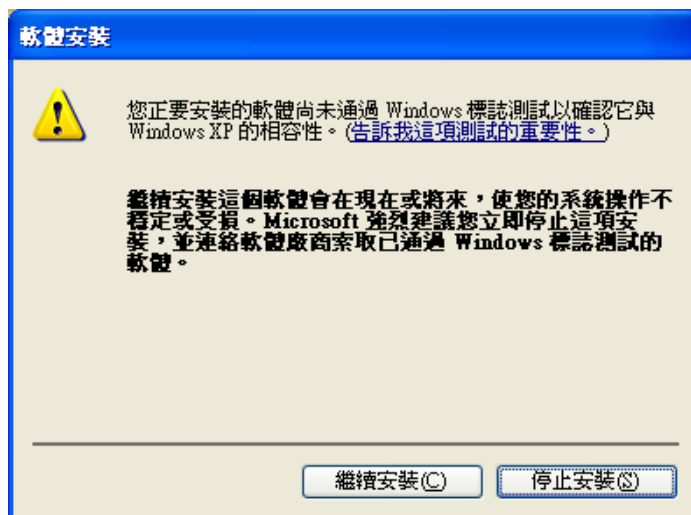 軟體安裝
您正要安裝的軟體尚未通過 Windows 標誌測試以確認它與
Windows XP 的相容性。(告訴我這項測試的重要性。)
繼續安裝這個軟體會在現在或將來，使您的系統操作不
穩定或受損。Microsoft 強烈建議您立即停止這項安
裝，並連絡軟體廠商索取已通過 Windows 標誌測試的
軟體。
繼續安裝(C)
停止安裝(S)